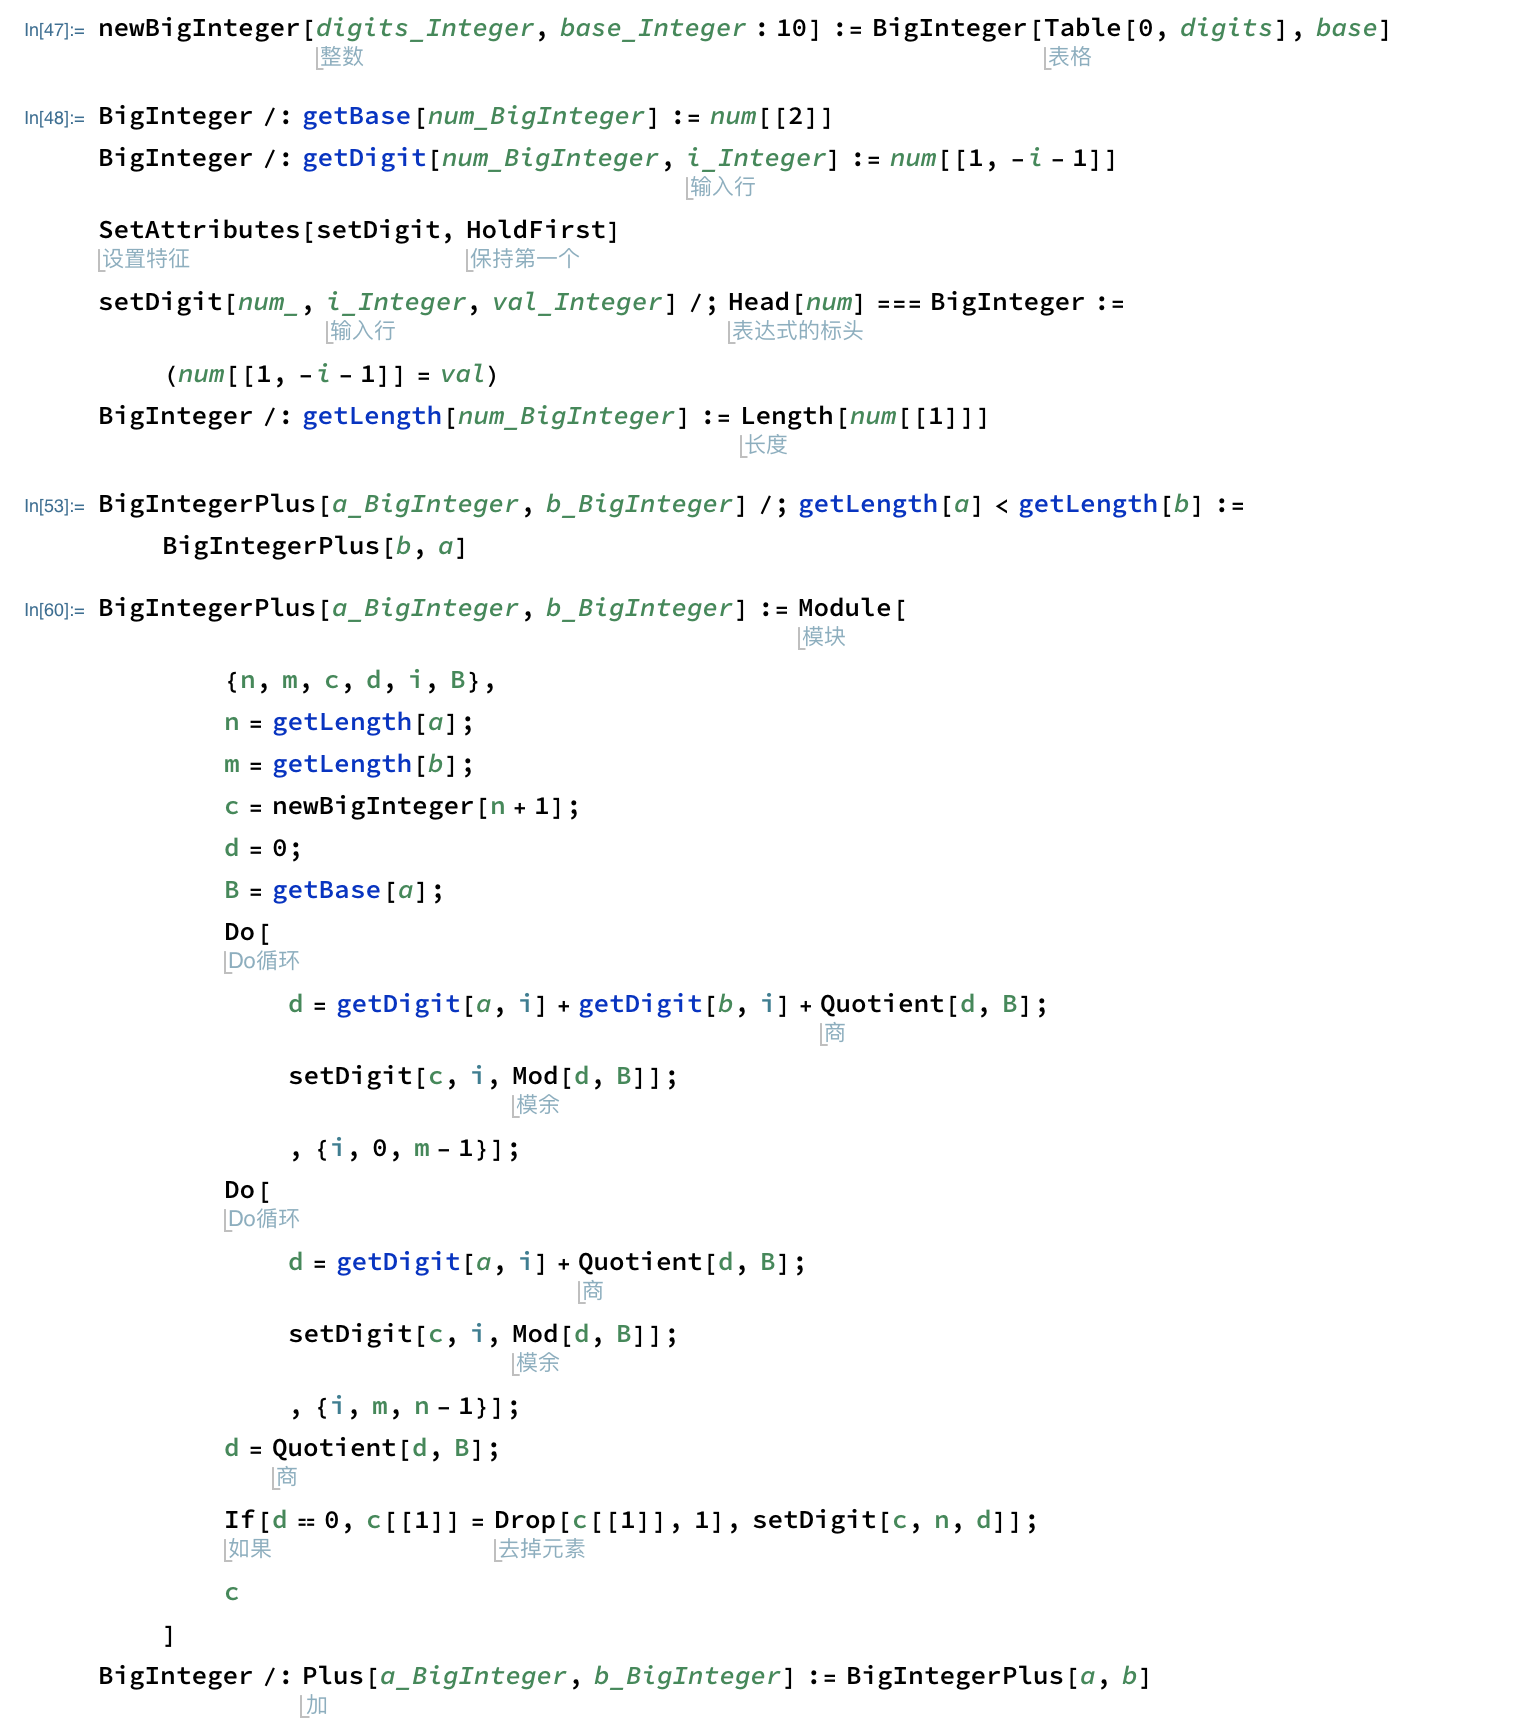 In[47]:= newBigInteger[digits_Integer, base_Integer : 10] := BigInteger[Table[0, digits], base]
整数 表格
In[48]:= BigInteger /: getBase[num_BigInteger] := num[[2]]
BigInteger /: getDigit[num_BigInteger, i_Integer] := num[[1, -i - 1]]
输入行
SetAttributes[setDigit, HoldFirst]
设置特征 保持第一个
setDigit[num_, i_Integer, val_Integer] /; Head[num] === BigInteger :=
输入行 表达式的标头
(num[[1, -i - 1]] = val)
BigInteger /: getLength[num_BigInteger] := Length[num[[1]]]
长度
In[53]:= BigIntegerPlus[a_BigInteger, b_BigInteger] /; getLength[a] < getLength[b] :=
BigIntegerPlus[b, a]
In[60]:= BigIntegerPlus[a_BigInteger, b_BigInteger] := Module[
模块
{n, m, c, d, i, B},
n = getLength[a];
m = getLength[b];
c = newBigInteger[n + 1];
d = 0;
B = getBase[a];
Do[
Do循环
d = getDigit[a, i] + getDigit[b, i] + Quotient[d, B];
商
setDigit[c, i, Mod[d, B]];
模余
, {i, 0, m - 1}];
Do[
Do循环
d = getDigit[a, i] + Quotient[d, B];
商
setDigit[c, i, Mod[d, B]];
模余
, {i, m, n - 1}];
d = Quotient[d, B];
商
If[d == 0, c[[1]] = Drop[c[[1]], 1], setDigit[c, n, d]];
如果 去掉元素
c
]
BigInteger /: Plus[a_BigInteger, b_BigInteger] := BigIntegerPlus[a, b]
加